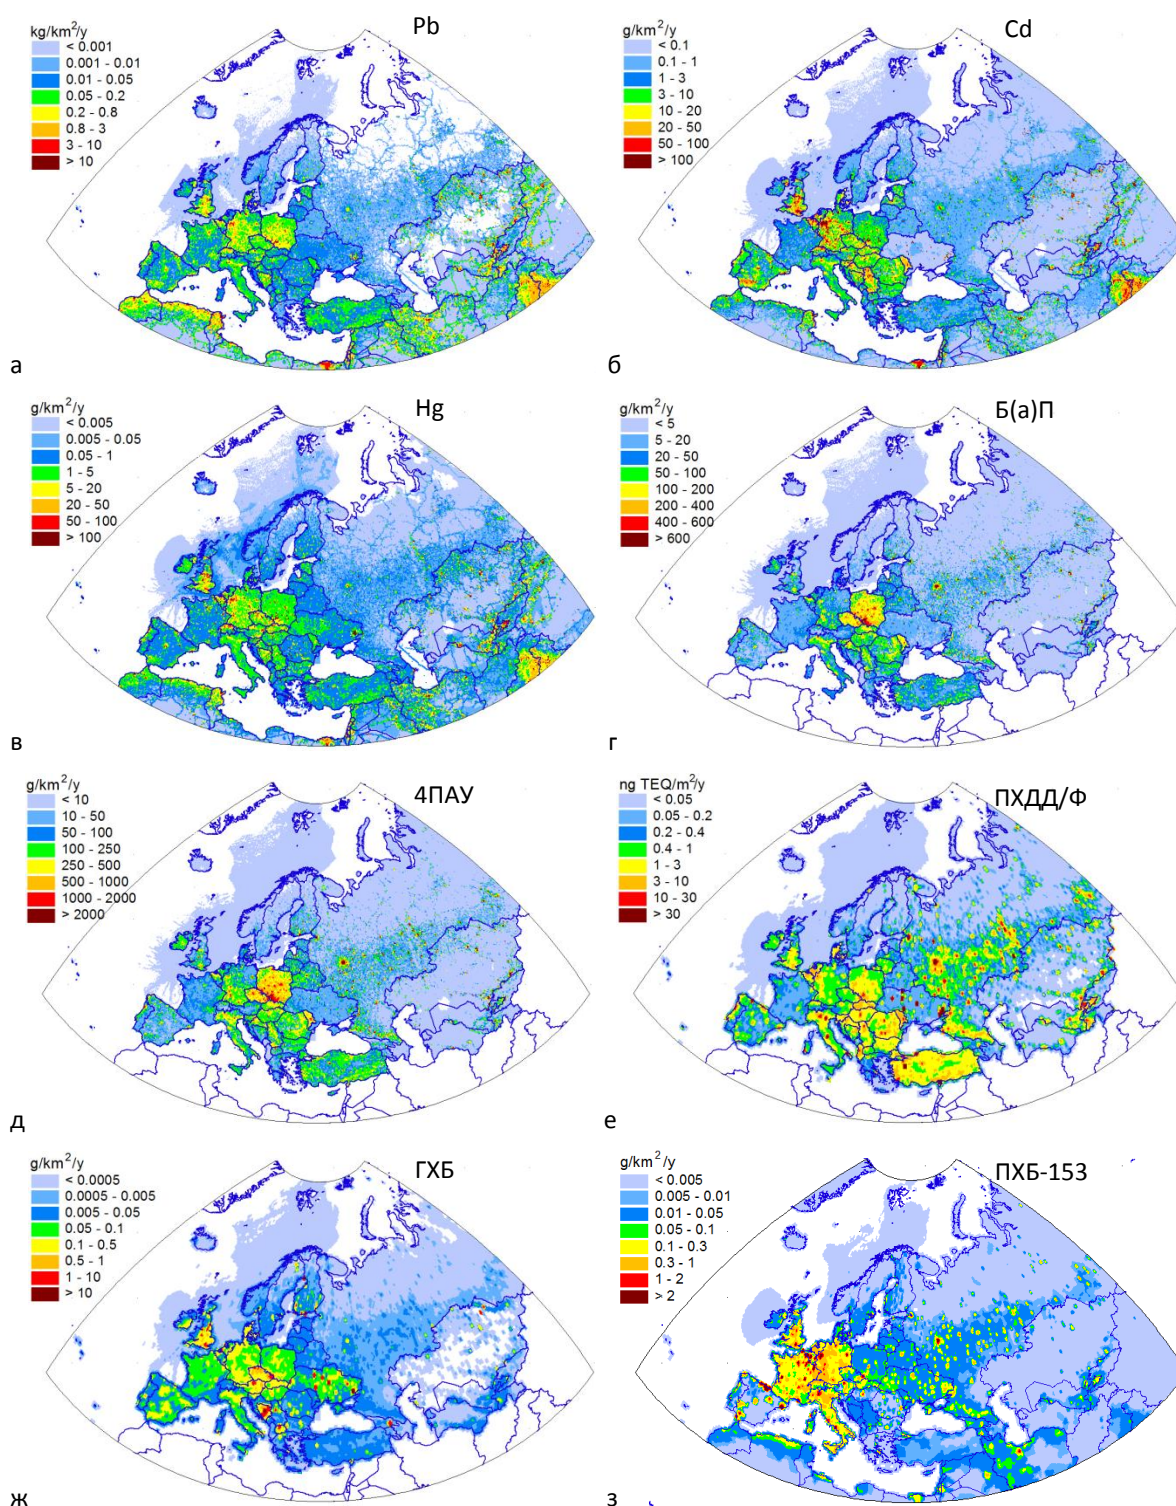 Pb
kg/km²/y
< 0.001
0.001 - 0.01
0.01 - 0.05
0.05 - 0.2
0.2 - 0.8
0.8 - 3
3 - 10
> 10
а
Cd
g/km²/y
< 0.1
0.1 - 1
1 - 3
3 - 10
10 - 20
20 - 50
50 - 100
> 100
б
Hg
g/km²/y
< 0.005
0.005 - 0.05
0.05 - 1
1 - 5
5 - 20
20 - 50
50 - 100
> 100
в
Б(а)П
g/km²/y
< 5
5 - 20
20 - 50
50 - 100
100 - 200
200 - 400
400 - 600
> 600
г
4ПАУ
g/km²/y
< 10
10 - 50
50 - 100
100 - 250
250 - 500
500 - 1000
1000 - 2000
> 2000
д
ПХДД/Ф
ng TEQ/m²/y
< 0.05
0.05 - 0.2
0.2 - 0.4
0.4 - 1
1 - 3
3 - 10
10 - 30
> 30
е
ГХБ
g/km²/y
< 0.0005
0.0005 - 0.005
0.005 - 0.05
0.05 - 0.1
0.1 - 0.5
0.5 - 1
1 - 10
> 10
ж
ПХБ-153
g/km²/y
< 0.005
0.005 - 0.01
0.01 - 0.05
0.05 - 0.1
0.1 - 0.3
0.3 - 1
1 - 2
> 2
з